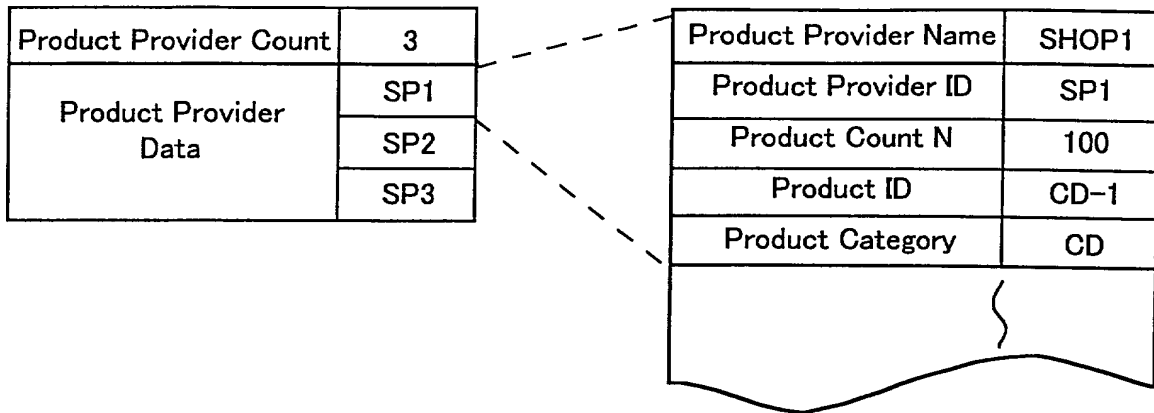 Product Provider Count 3
Product Provider
Data
SP1
SP2
SP3
Product Provider Name SHOP1
Product Provider ID SP1
Product Count N 100
Product ID CD-1
Product Category CD